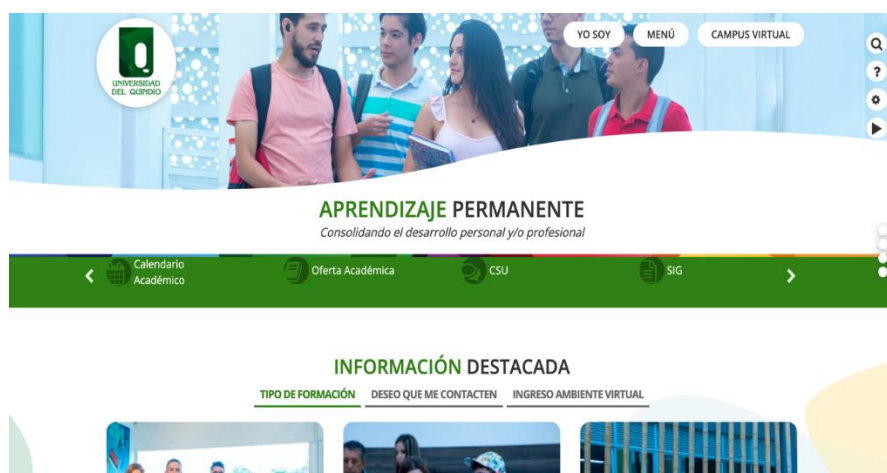 UNIVERSIDAD
DEL QUINDÍO
YO SOY
MENÚ
CAMPUS VIRTUAL
?
APRENDIZAJE PERMANENTE
Consolidando el desarrollo personal y/o profesional
Calendario
Académico
Oferta Académica
CSU
SIG
INFORMACIÓN DESTACADA
TIPO DE FORMACIÓN
DESEO QUE ME CONTACTEN
INGRESO AMBIENTE VIRTUAL